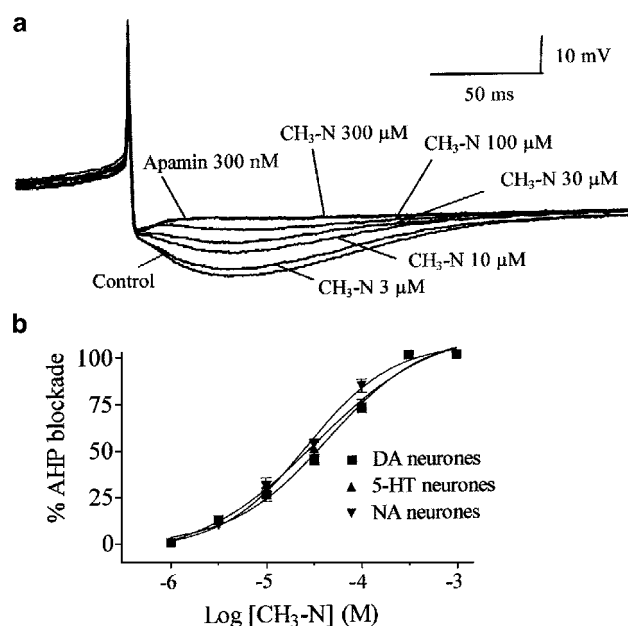 a
10 mV
50 ms
CH₃-N 300 µM
CH₃-N 100 µM
Apamin 300 nM
CH₃-N 30 µM
CH₃-N 10 µM
Control
CH₃-N 3 µM
b
% AHP blockade
100
75
50
25
0
DA neurones
5-HT neurones
NA neurones
-6
-5
-4
-3
Log [CH₃-N] (M)